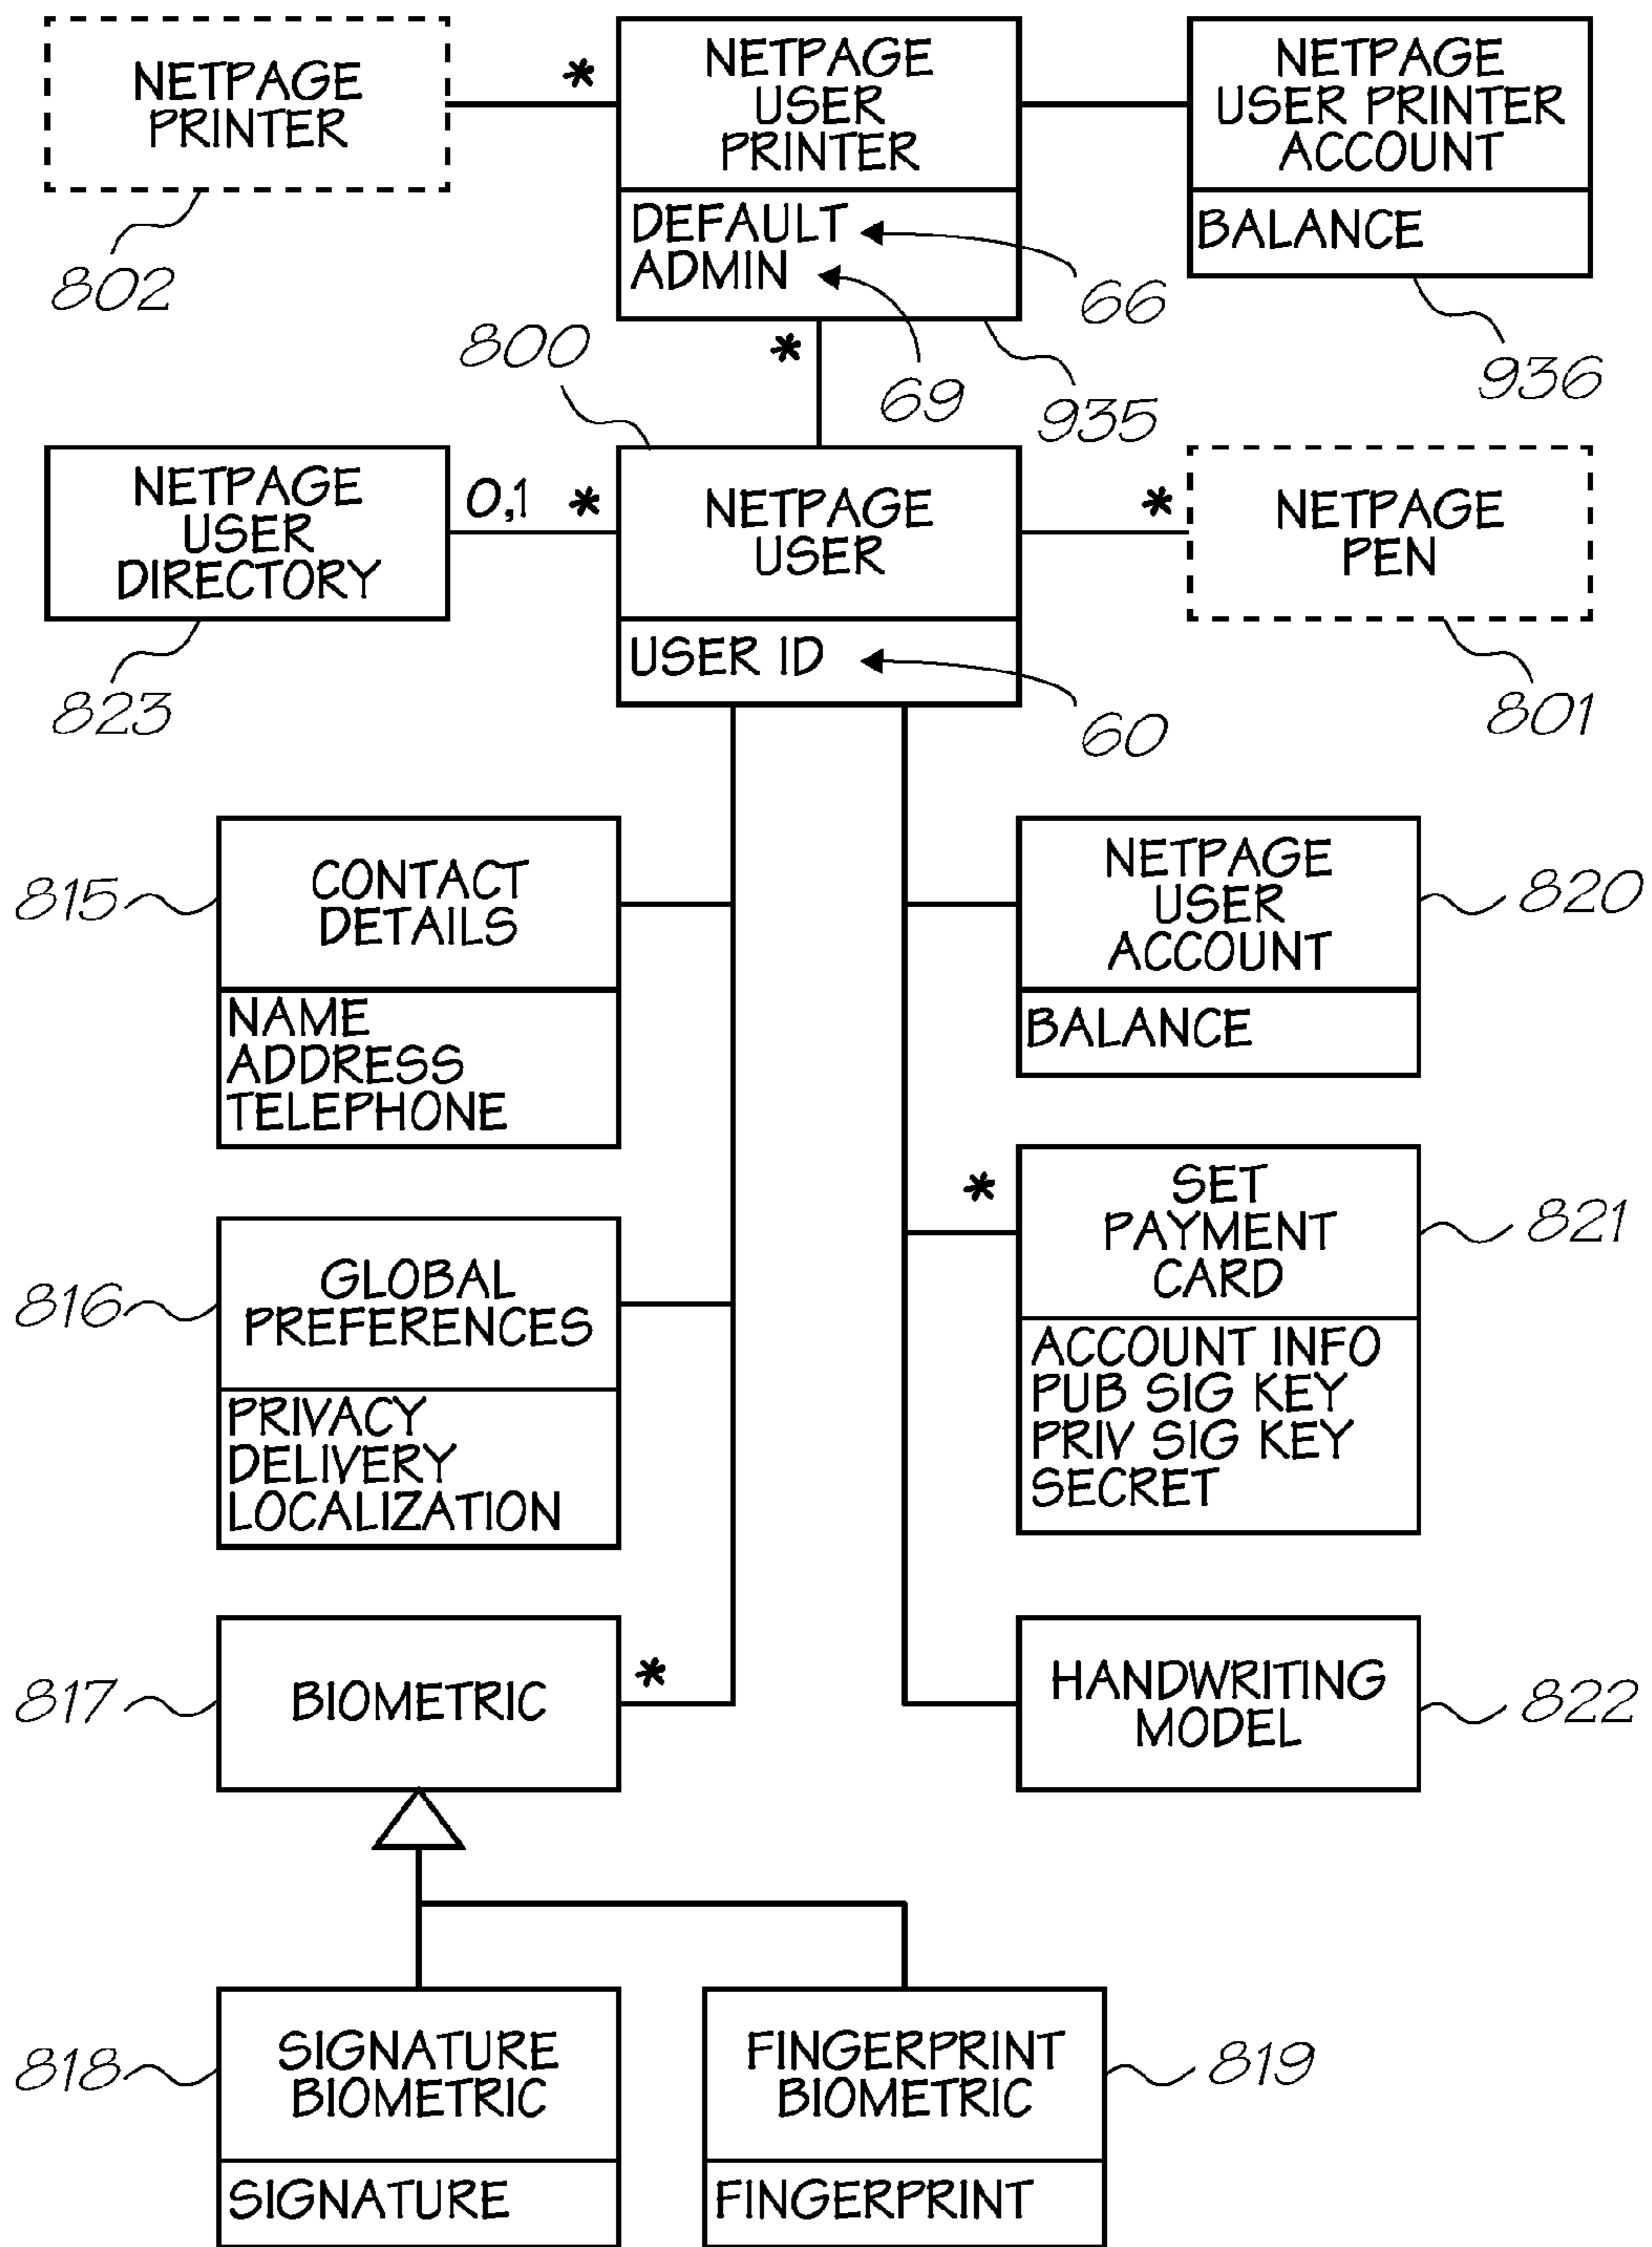 NETPAGE
PRINTER
802
*
NETPAGE
USER
PRINTER
DEFAULT
ADMIN
66
69
935
*
NETPAGE
USER PRINTER
ACCOUNT
BALANCE
936
800
NETPAGE
USER
DIRECTORY
823
0,1 *
NETPAGE
USER
USER ID
60
*
NETPAGE
PEN
801
815
CONTACT
DETAILS
NAME
ADDRESS
TELEPHONE
NETPAGE
USER
ACCOUNT
BALANCE
820
816
GLOBAL
PREFERENCES
PRIVACY
DELIVERY
LOCALIZATION
*
SET
PAYMENT
CARD
ACCOUNT INFO
PUB SIG KEY
PRIV SIG KEY
SECRET
821
817
BIOMETRIC
*
HANDWRITING
MODEL
822
818
SIGNATURE
BIOMETRIC
SIGNATURE
FINGERPRINT
BIOMETRIC
FINGERPRINT
819